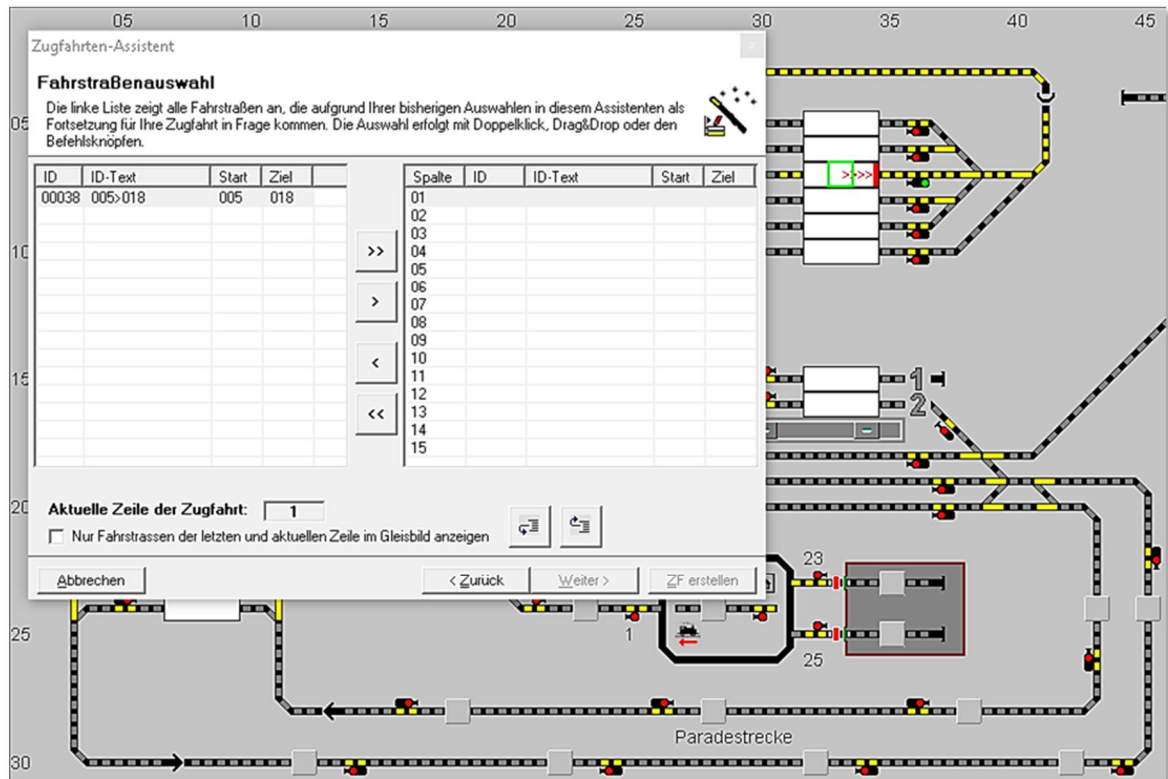 05 10 15 20 25 30 35 40 45
Zugfahrten-Assistent
Fahrstraßenauswahl
Die linke Liste zeigt alle Fahrstraßen an, die aufgrund Ihrer bisherigen Auswahlen in diesem Assistenten als
Fortsetzung für Ihre Zugfahrt in Frage kommen. Die Auswahl erfolgt mit Doppelklick, Drag&Drop oder den
Befehlsknöpfen.
05
ID ID-Text Start Ziel
00038 005>018 005 018
Spalte ID ID-Text Start Ziel
01
02
03
04
05
06
07
08
09
10
11
12
13
14
15
>>
>
<
<<
>>>>
10
15
1
2
Aktuelle Zeile der Zugfahrt: 1
Nur Fahrstrassen der letzten und aktuellen Zeile im Gleisbild anzeigen
20
Abbrechen < Zurück Weiter > ZF erstellen
23
25
1
25
Paradestrecke
30